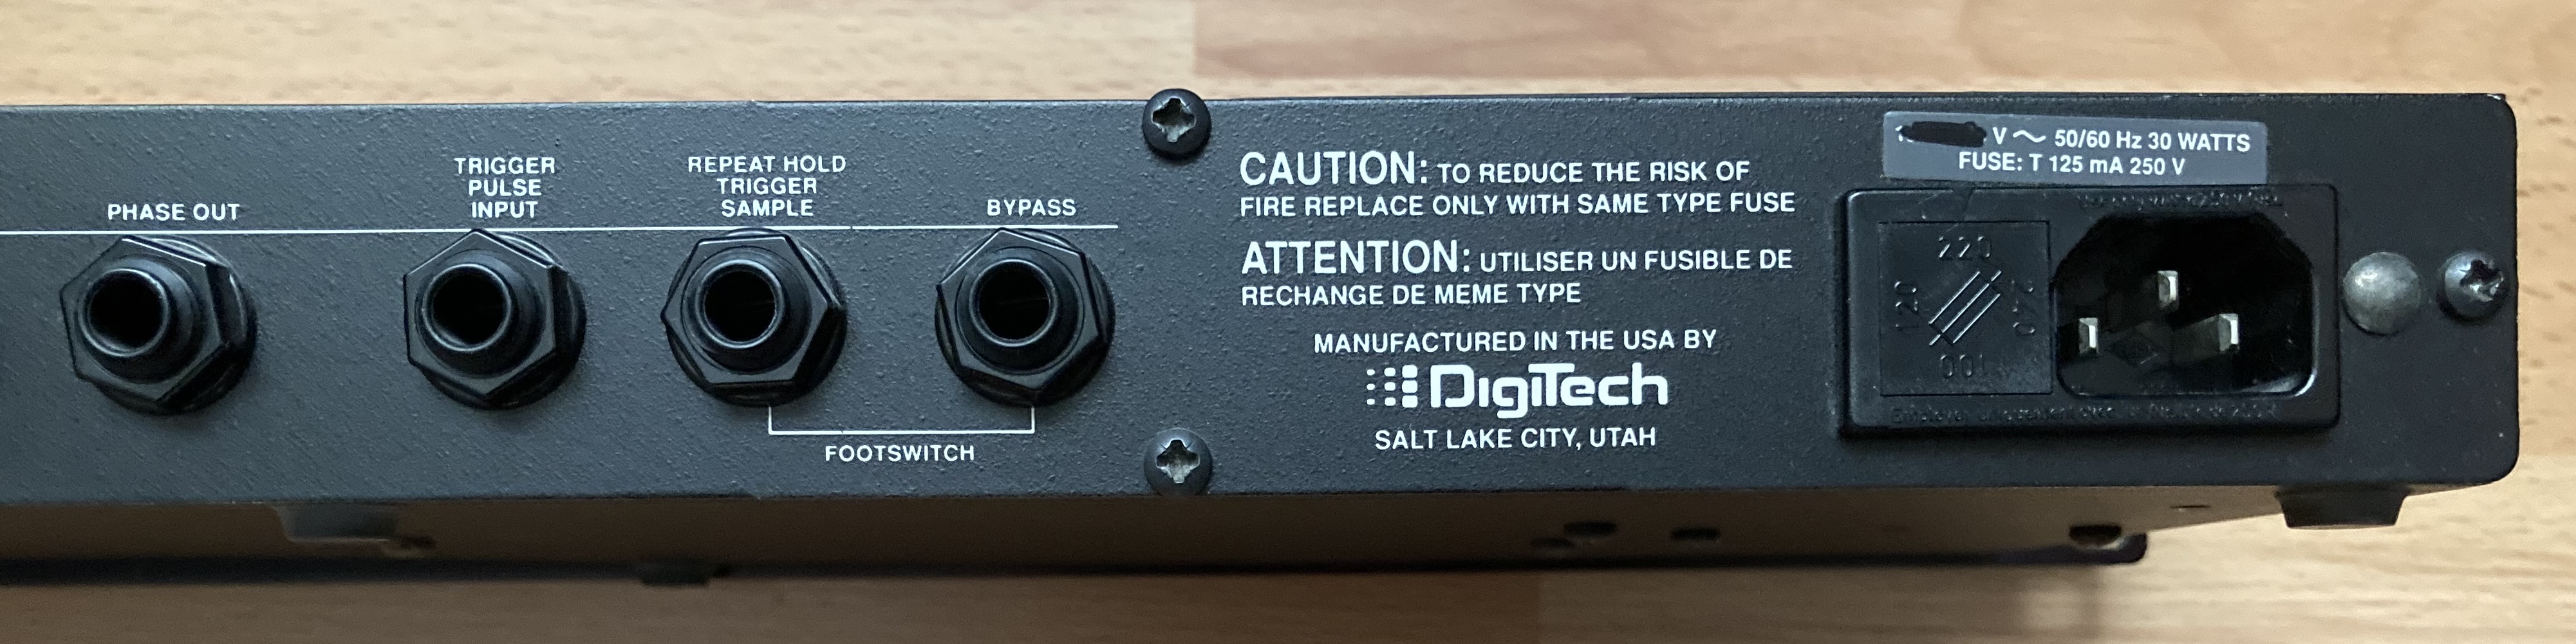 PHASE OUT
TRIGGER
PULSE
INPUT
REPEAT HOLD
TRIGGER
SAMPLE
BYPASS
FOOTSWITCH
CAUTION: TO REDUCE THE RISK OF
FIRE REPLACE ONLY WITH SAME TYPE FUSE
ATTENTION: UTILISER UN FUSIBLE DE
RECHANGE DE MEME TYPE
MANUFACTURED IN THE USA BY
DigiTech
SALT LAKE CITY, UTAH
V ~ 50/60 Hz 30 WATTS
FUSE: T 125 mA 250 V
220
120
240
100